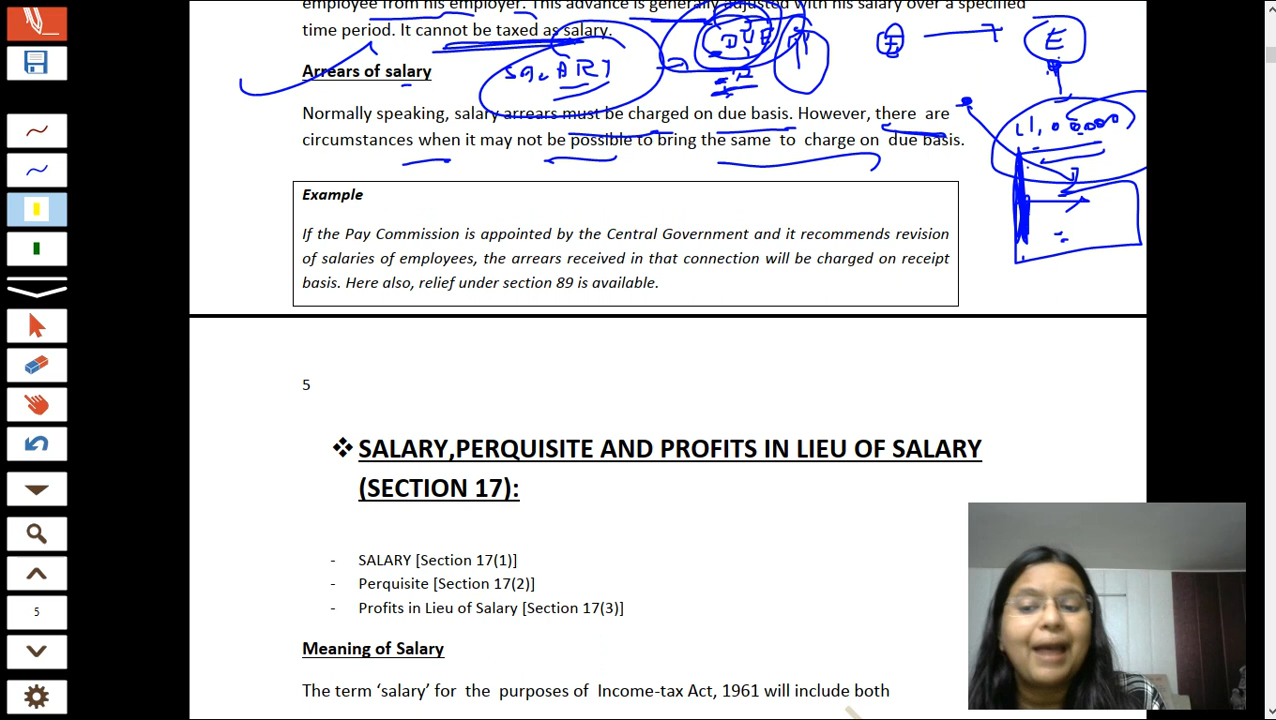 employee from his employer. This advance is generally adjusted with his salary over a specified
time period. It cannot be taxed as salary.
DUE
E
E
Arrears of salary
Normally speaking, salary arrears must be charged on due basis. However, there are
circumstances when it may not be possible to bring the same to charge on due basis.
Example
If the Pay Commission is appointed by the Central Government and it recommends revision
of salaries of employees, the arrears received in that connection will be charged on receipt
basis. Here also, relief under section 89 is available.
5
❖ SALARY,PERQUISITE AND PROFITS IN LIEU OF SALARY
(SECTION 17):
- SALARY [Section 17(1)]
- Perquisite [Section 17(2)]
- Profits in Lieu of Salary [Section 17(3)]
5
Meaning of Salary
The term ‘salary’ for the purposes of Income-tax Act, 1961 will include both